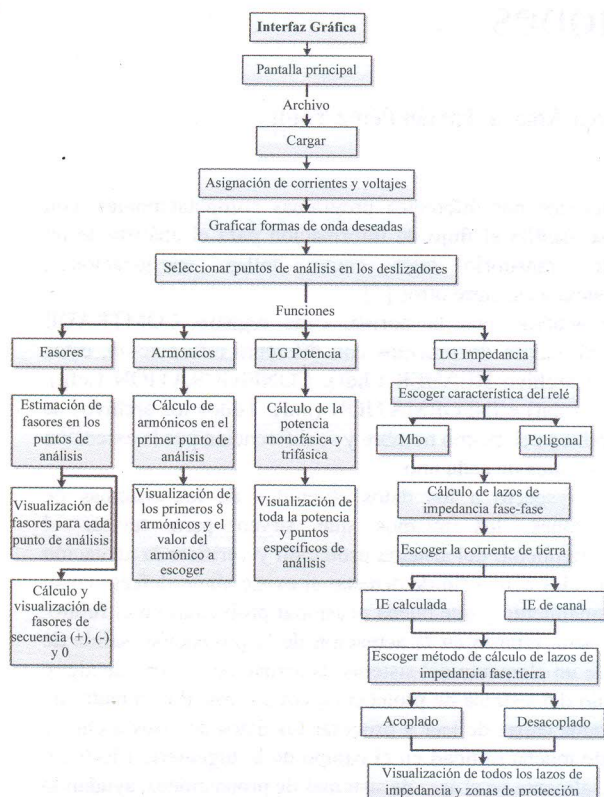 Interfaz Gráfica
Pantalla principal
Archivo
Cargar
Asignación de corrientes y voltajes
Graficar formas de onda deseadas
Seleccionar puntos de análisis en los deslizadores
Funciones
Fasores
Armónicos
LG Potencia
LG Impedancia
Estimación de
fasores en los
puntos de
análisis
Visualización de
fasores para cada
punto de análisis
Cálculo y
visualización de
fasores de
secuencia (+), (-)
y 0
Cálculo de
armónicos en el
primer punto de
análisis
Visualización de
los primeros 8
armónicos y el
valor del
armónico a
escoger
Cálculo de la
potencia
monofásica y
trifásica
Visualización de
toda la potencia
y puntos
específicos de
análisis
Escoger característica del relé
Mho
Poligonal
Cálculo de lazos de
impedancia fase-fase
Escoger la corriente de tierra
IE calculada
IE de canal
Escoger método de cálculo de lazos de
impedancia fase.tierra
Acoplado
Desacoplado
Visualización de todos los lazos de
impedancia y zonas de protección